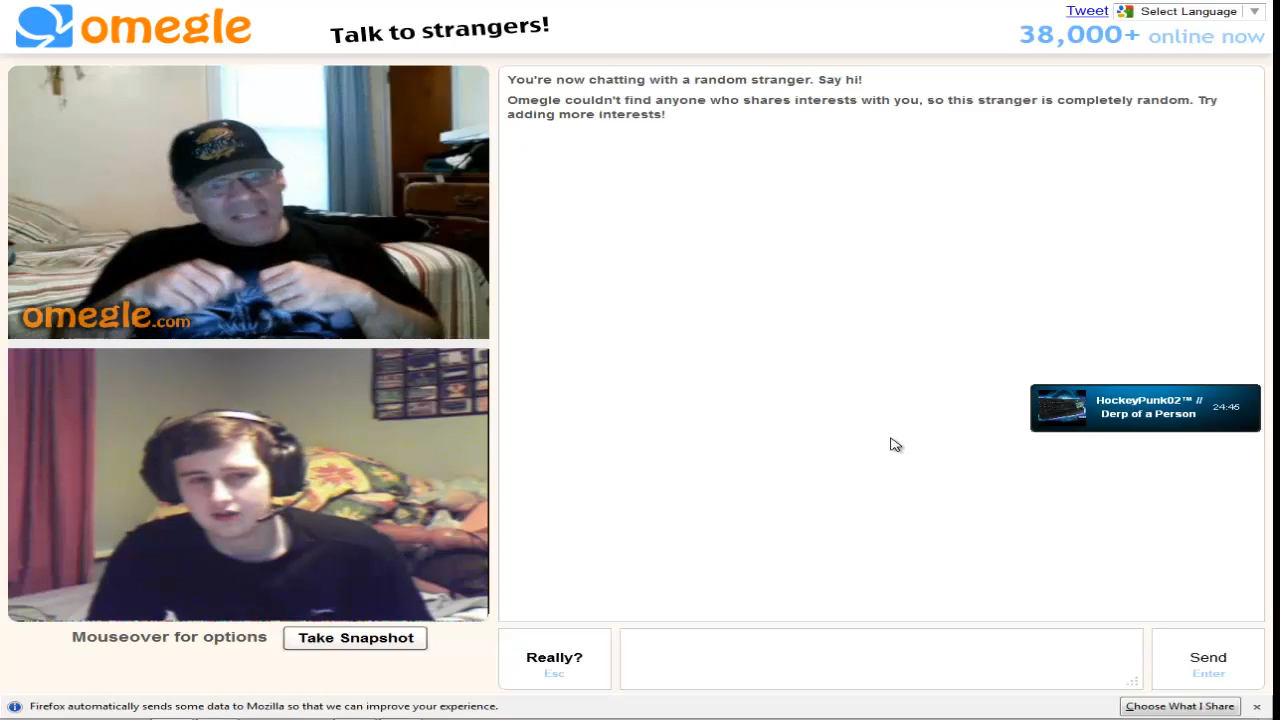 omegle
Talk to strangers!
Tweet
Select Language
38,000+ online now
You're now chatting with a random stranger. Say hi!
Omegle couldn't find anyone who shares interests with you, so this stranger is completely random. Try
adding more interests!
omegle.com
HockeyPunk02™ //
Derp of a Person
24:45
Mouseover for options
Take Snapshot
Really?
Esc
Send
Enter
Firefox automatically sends some data to Mozilla so that we can improve your experience.
Choose What I Share